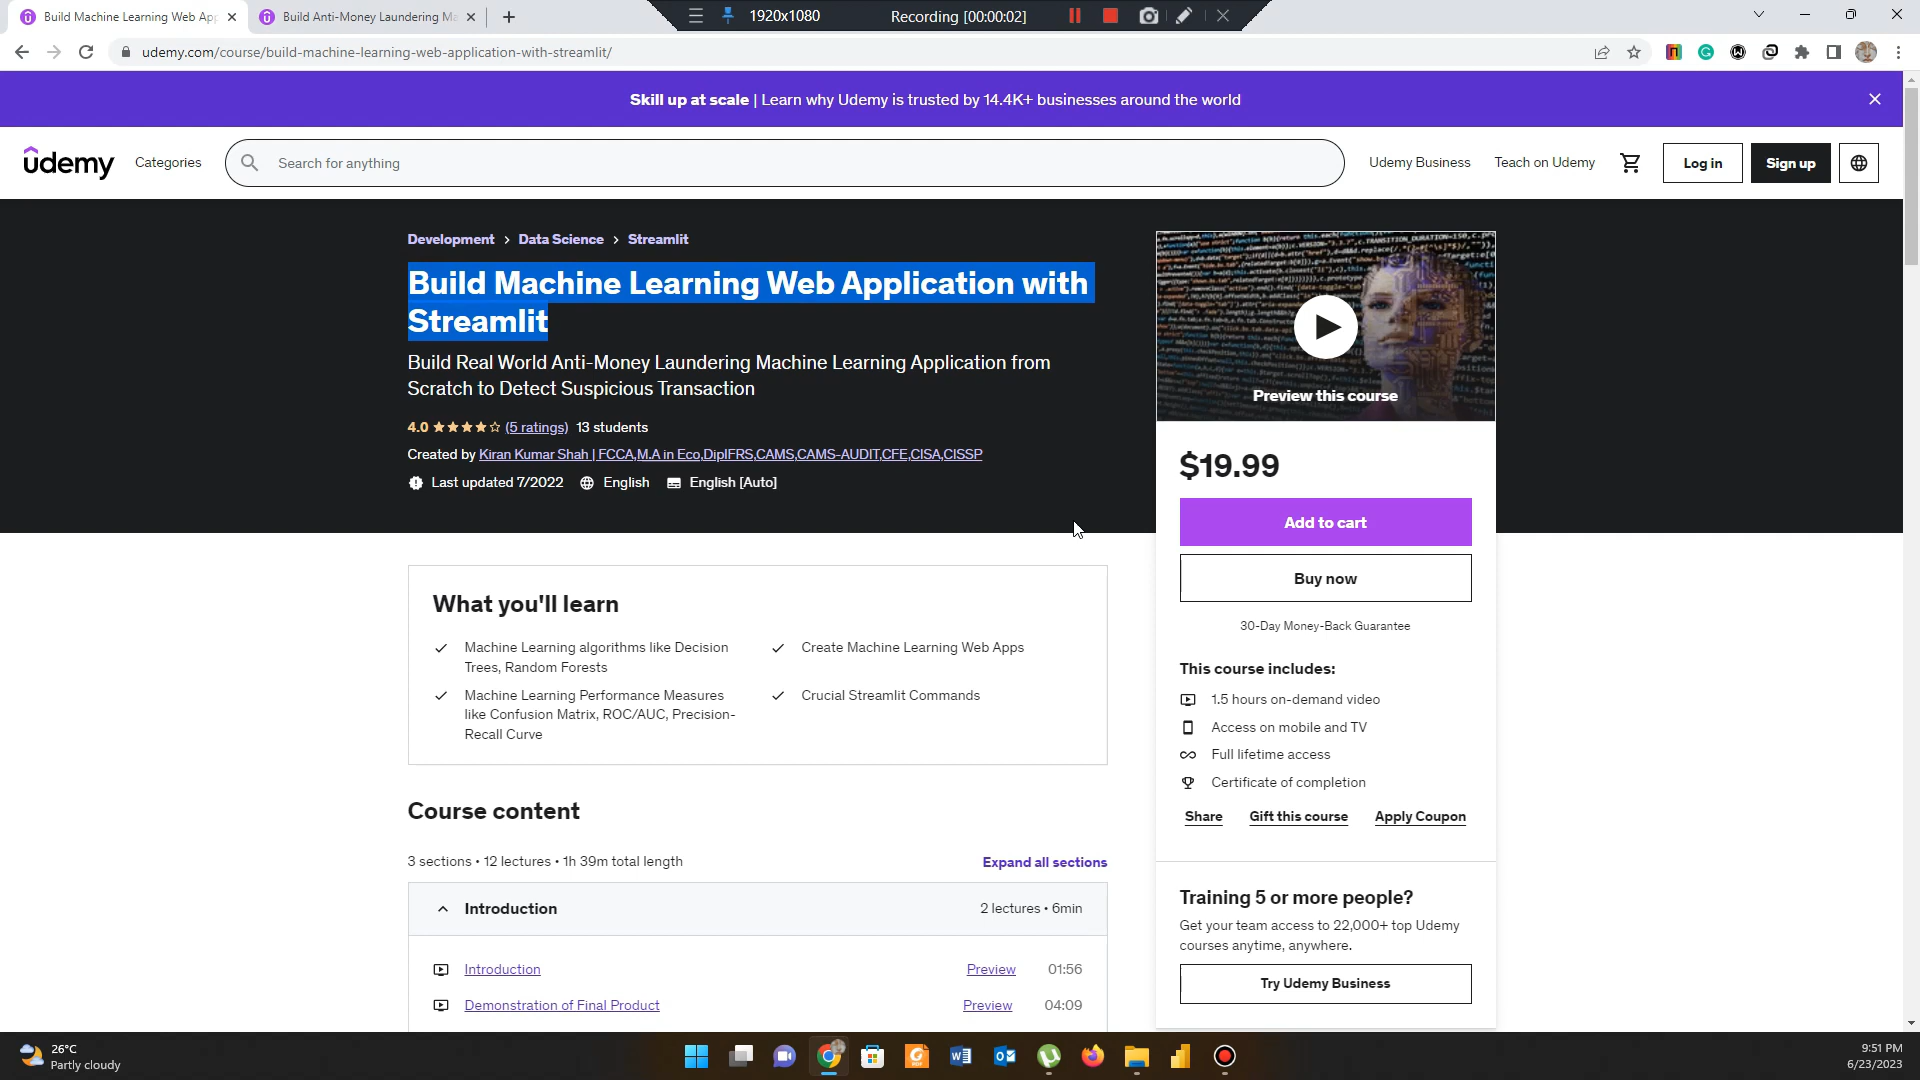 Build Machine Learning Web App
Build Anti-Money Laundering Ma
1920x1080
Recording [00:00:02]
udemy.com/course/build-machine-learning-web-application-with-streamlit/
Skill up at scale | Learn why Udemy is trusted by 14.4K+ businesses around the world
udemy
Categories
Search for anything
Udemy Business
Teach on Udemy
Log in
Sign up
Development > Data Science > Streamlit
Build Machine Learning Web Application with
Streamlit
Build Real World Anti-Money Laundering Machine Learning Application from
Scratch to Detect Suspicious Transaction
4.0 (5 ratings) 13 students
Created by Kiran Kumar Shah | FCCA,M.A in Eco,DipIFRS,CAMS,CAMS-AUDIT,CFE,CISA,CISSP
Last updated 7/2022 English English [Auto]
Preview this course
$19.99
Add to cart
Buy now
30-Day Money-Back Guarantee
This course includes:
1.5 hours on-demand video
Access on mobile and TV
Full lifetime access
Certificate of completion
Share
Gift this course
Apply Coupon
Training 5 or more people?
Get your team access to 22,000+ top Udemy
courses anytime, anywhere.
Try Udemy Business
What you'll learn
Machine Learning algorithms like Decision
Trees, Random Forests
Create Machine Learning Web Apps
Machine Learning Performance Measures
like Confusion Matrix, ROC/AUC, Precision-
Recall Curve
Crucial Streamlit Commands
Course content
3 sections • 12 lectures • 1h 39m total length
Expand all sections
Introduction
2 lectures • 6min
Introduction
Preview
01:56
Demonstration of Final Product
Preview
04:09
26°C
Partly cloudy
9:51 PM
6/23/2023